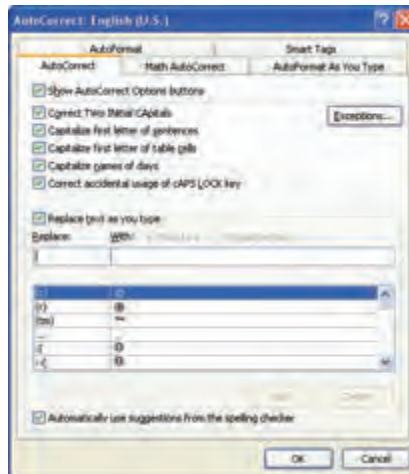 AutoCorrect: English (U.S.)
AutoFormat Smart Tags
AutoCorrect Math AutoCorrect AutoFormat As You Type
Show AutoCorrect Options buttons
Correct TWo INitial CApitals
Exceptions...
Capitalize first letter of sentences
Capitalize first letter of table cells
Capitalize names of days
Correct accidental usage of cAPS LOCK key
Replace text as you type
Replace: With:
(r) ®
(tm) ™
...
:(
:-(
Automatically use suggestions from the spelling checker
OK Cancel